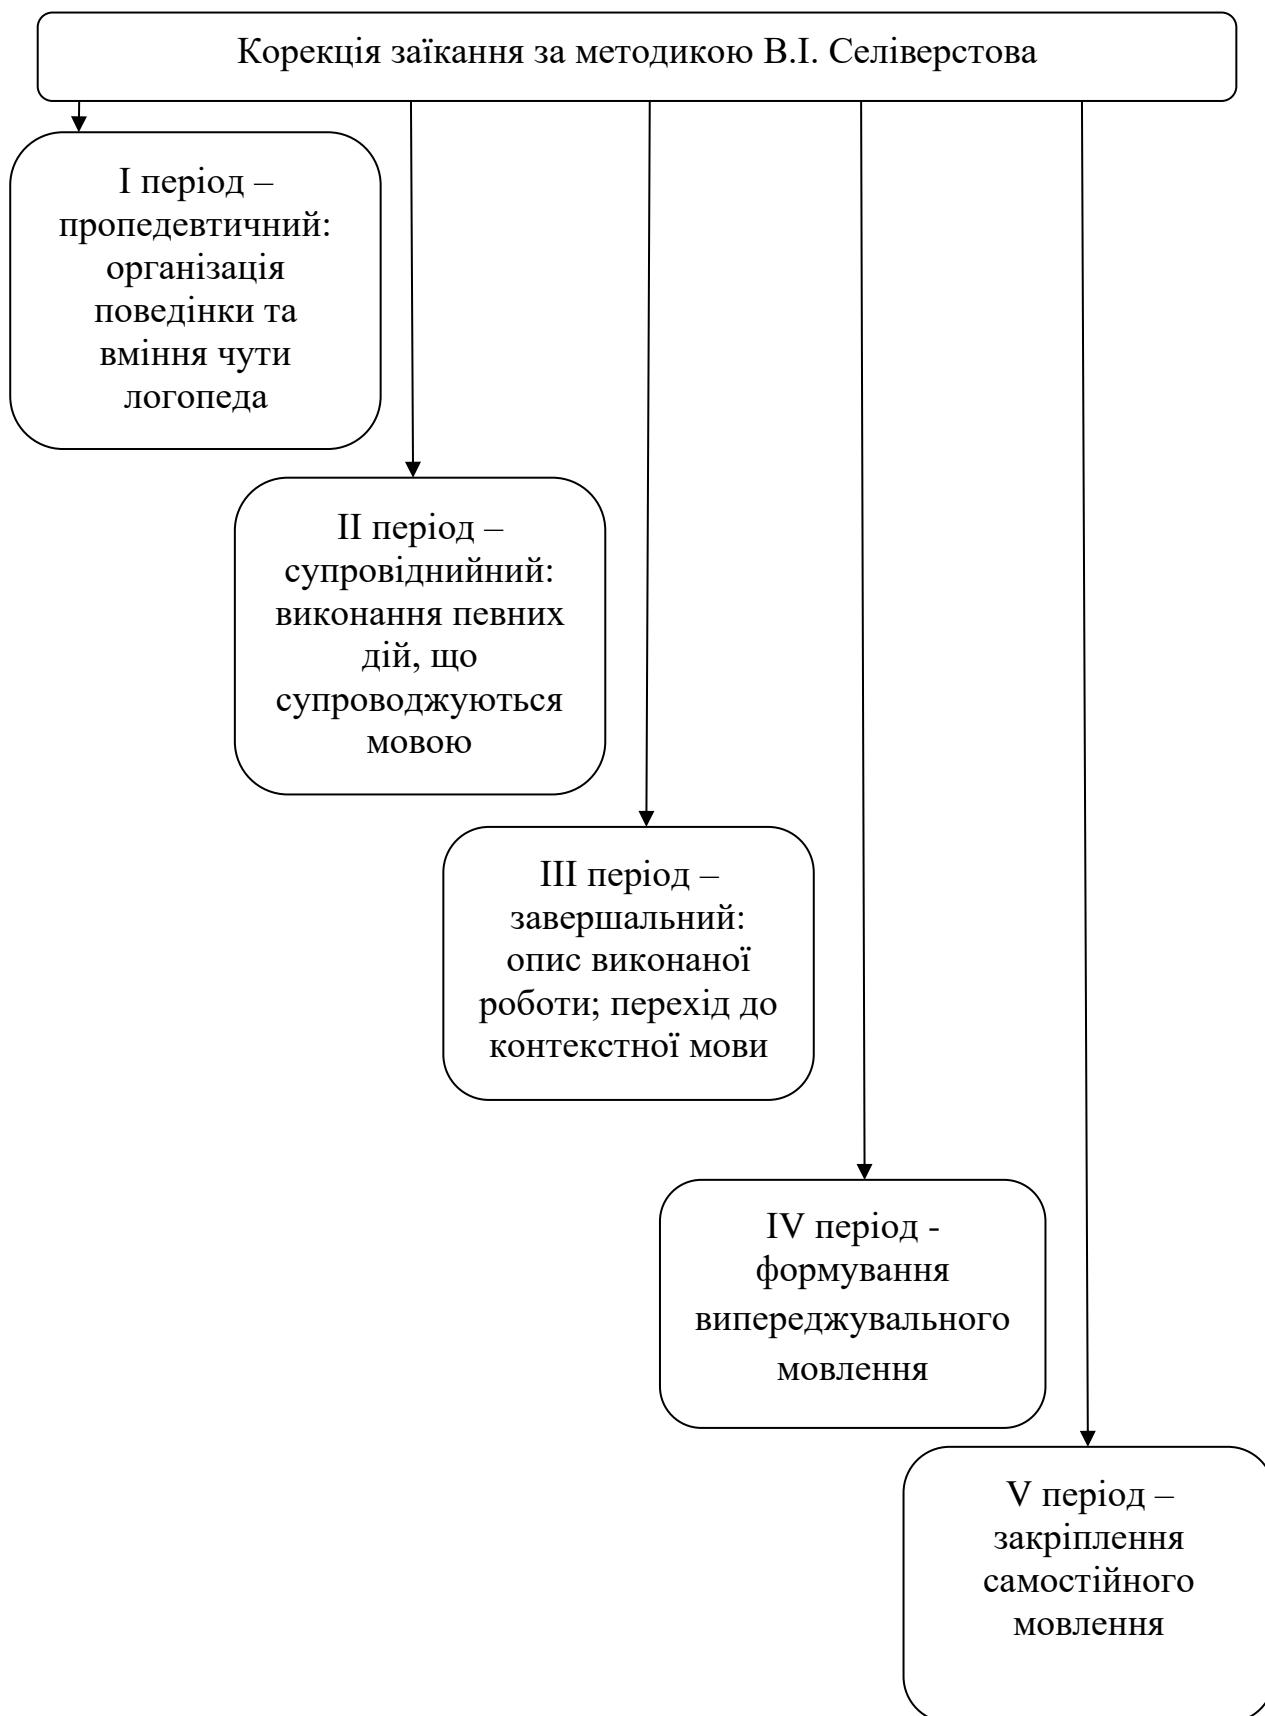 Корекція заїкання за методикою В.І. Селіверстова
І період –
пропедевтичний:
організація
поведінки та
вміння чути
логопеда
ІІ період –
супровіднийний:
виконання певних
дій, що
супроводжуються
мовою
ІІІ період –
завершальний:
опис виконаної
роботи; перехід до
контекстної мови
IV період -
формування
випереджувального
мовлення
V період –
закріплення
самостійного
мовлення